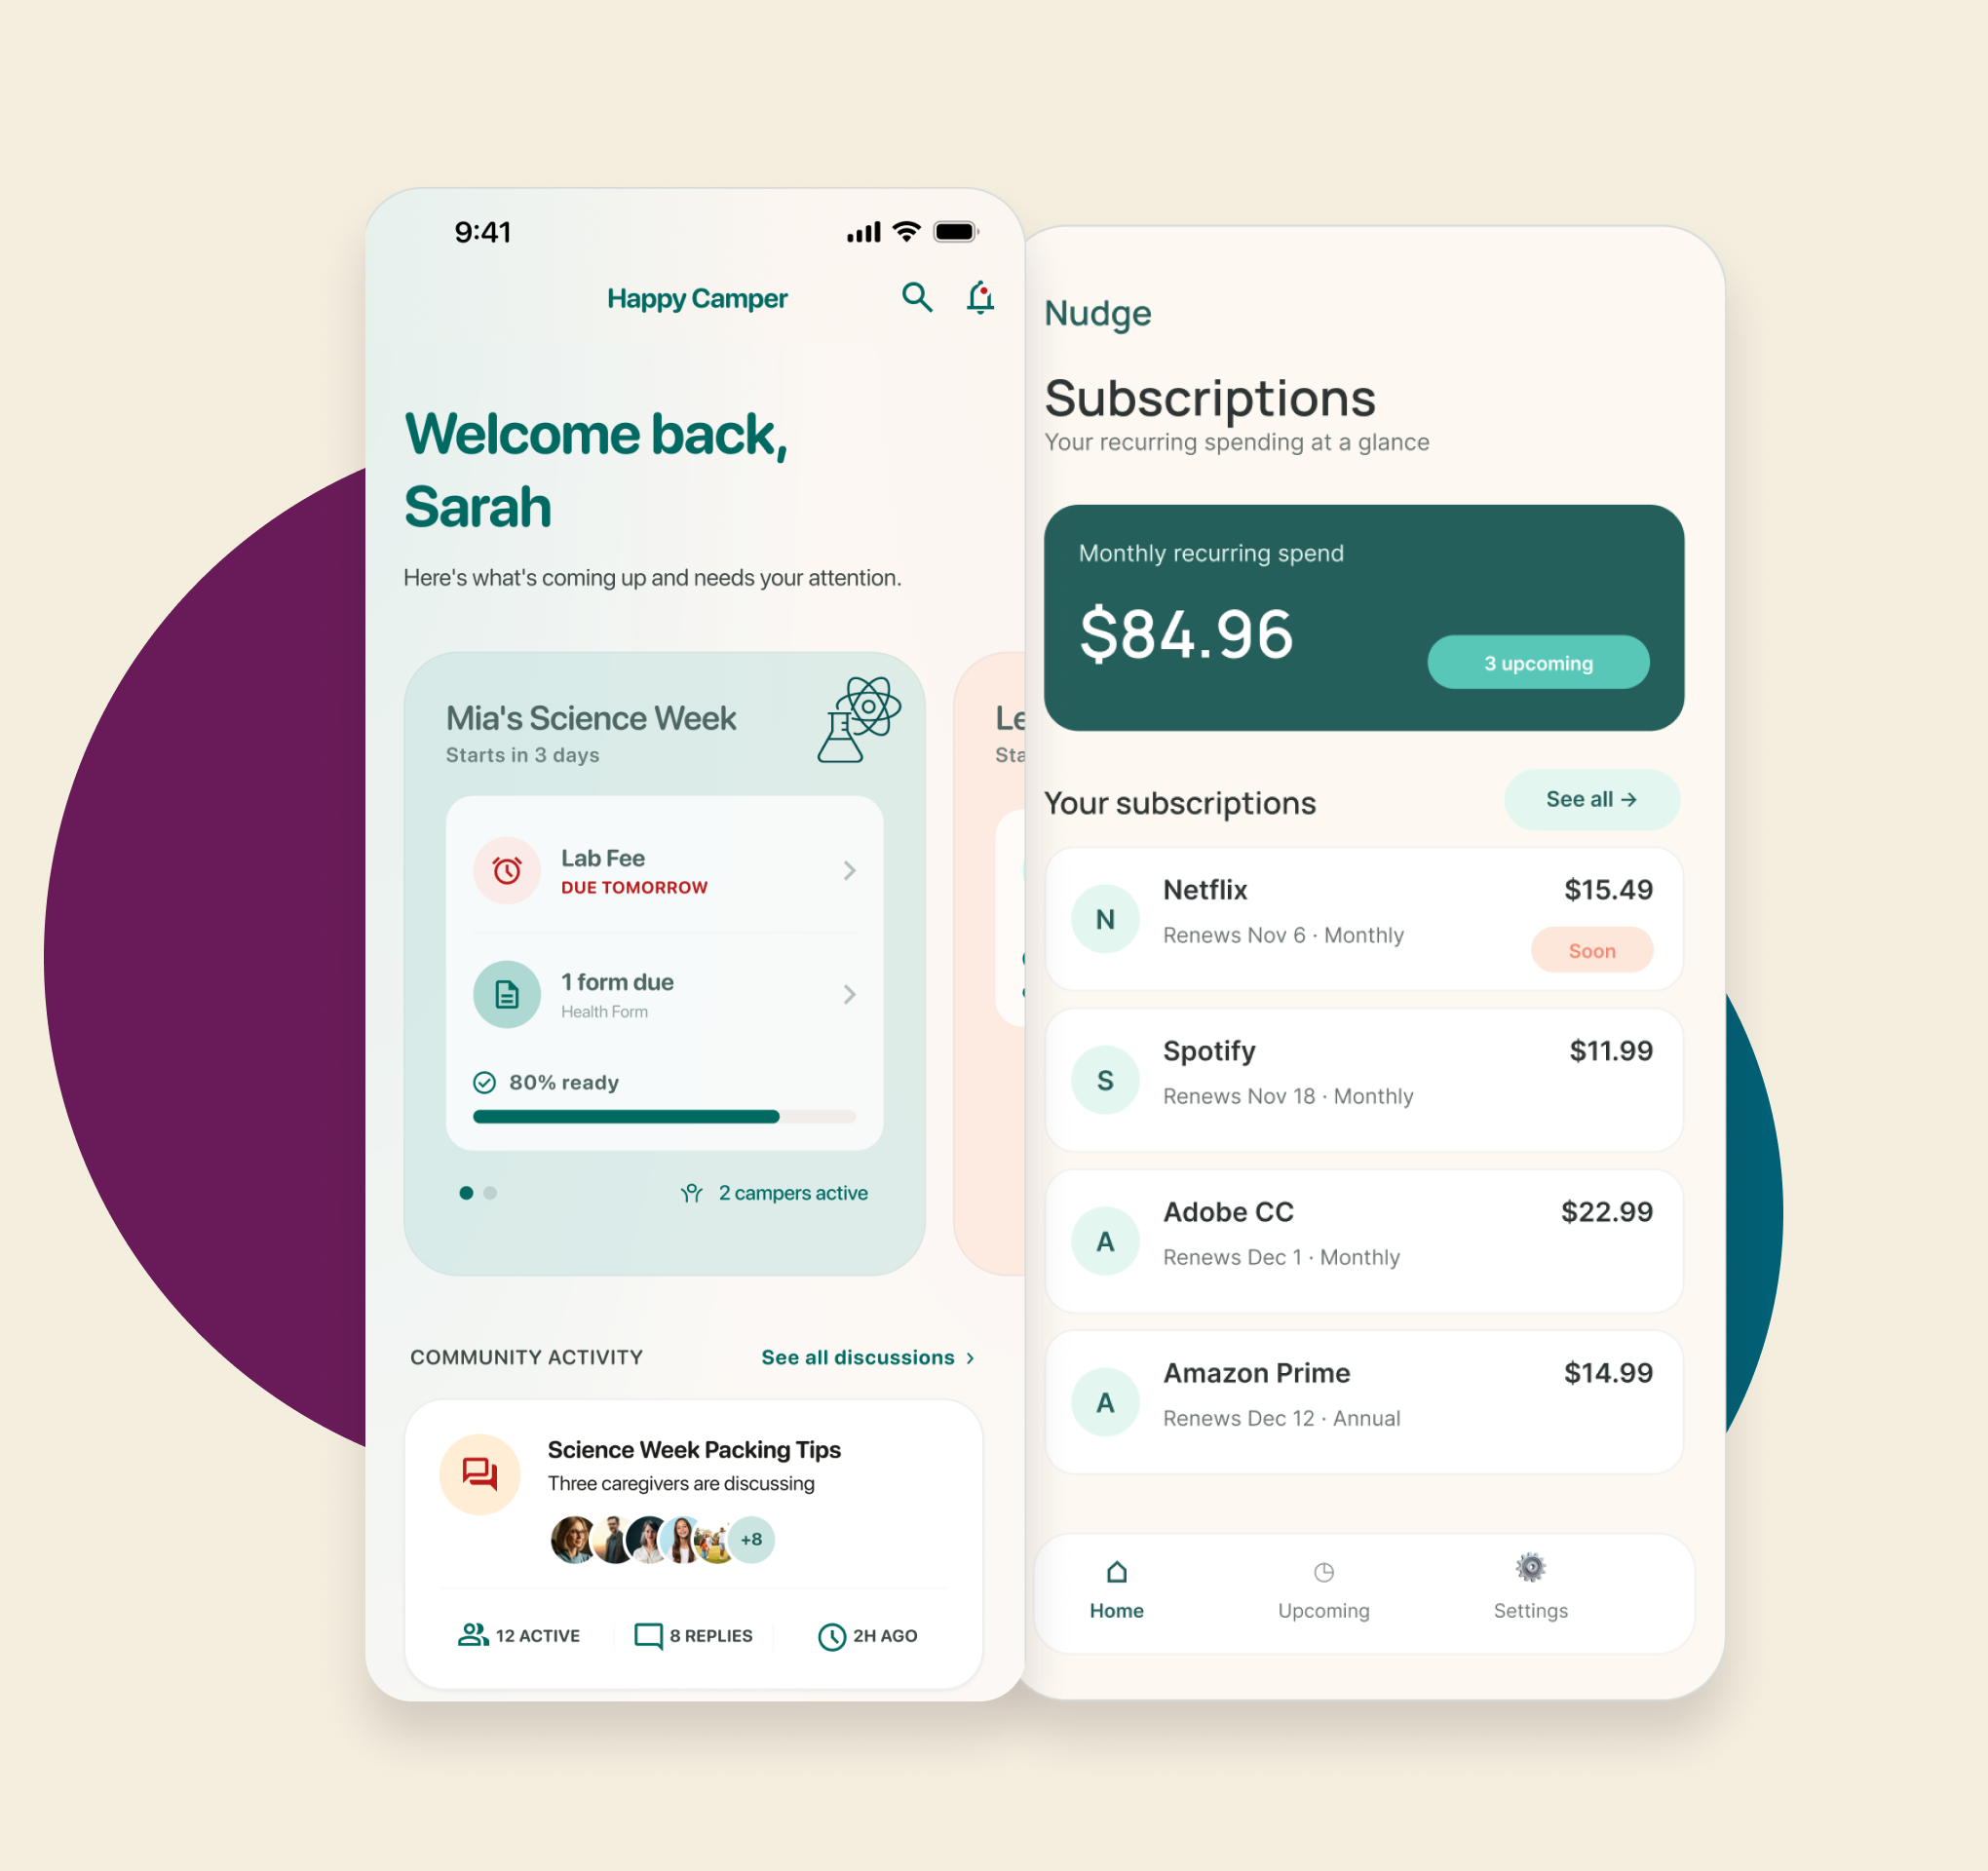 9:41
Happy Camper
Welcome back,
Sarah
Here's what's coming up and needs your attention.
Mia's Science Week
Starts in 3 days
Lab Fee
DUE TOMORROW
1 form due
Health Form
80% ready
2 campers active
Le
Sta
COMMUNITY ACTIVITY
See all discussions
Science Week Packing Tips
Three caregivers are discussing
+8
12 ACTIVE
8 REPLIES
2H AGO
Nudge
Subscriptions
Your recurring spending at a glance
Monthly recurring spend
$84.96
3 upcoming
Your subscriptions
See all →
N
Netflix
$15.49
Renews Nov 6 · Monthly
Soon
S
Spotify
$11.99
Renews Nov 18 · Monthly
A
Adobe CC
$22.99
Renews Dec 1 · Monthly
A
Amazon Prime
$14.99
Renews Dec 12 · Annual
Home
Upcoming
Settings